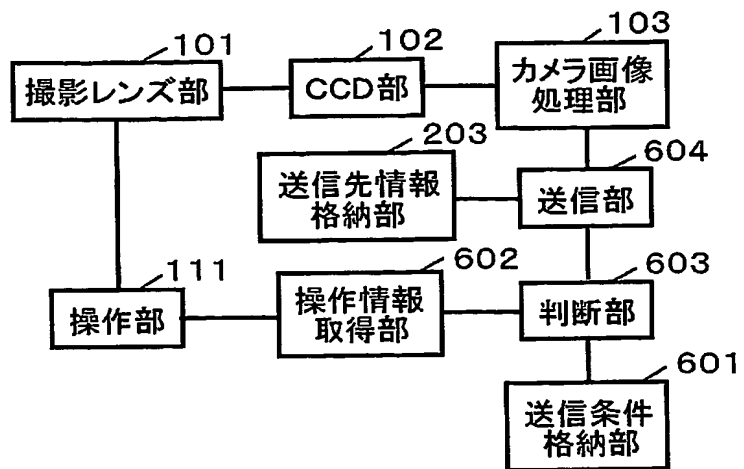 101
撮影レンズ部
102
CCD部
103
カメラ画像
処理部
203
送信先情報
格納部
604
送信部
111
操作部
602
操作情報
取得部
603
判断部
601
送信条件
格納部